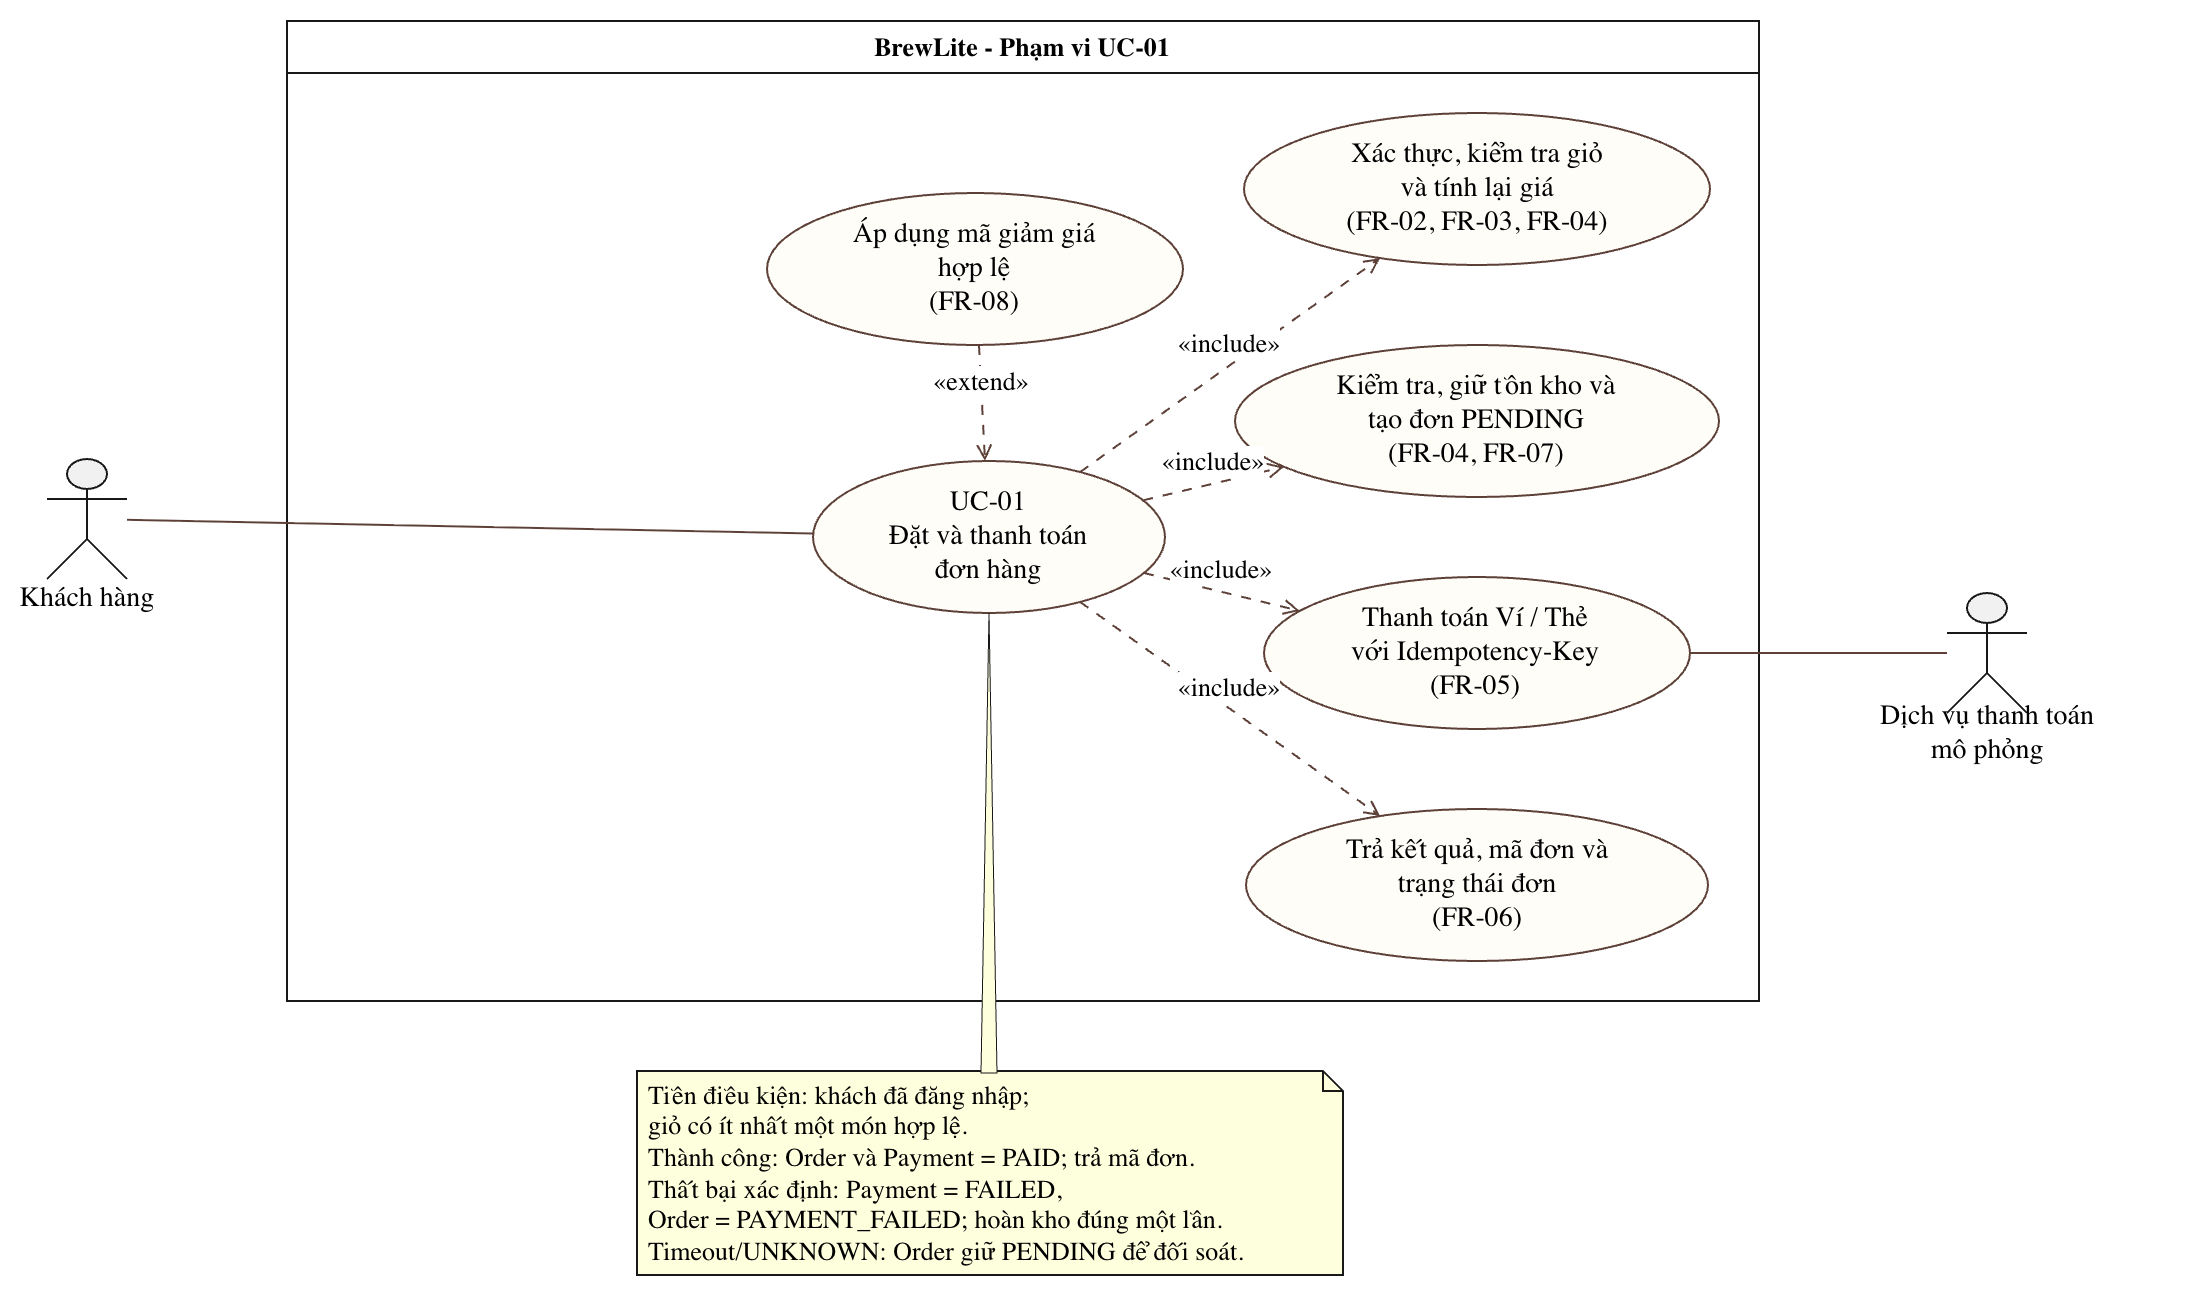 BrewLite - Phạm vi UC-01
Xác thực, kiểm tra giỏ
và tính lại giá
(FR-02, FR-03, FR-04)
Áp dụng mã giảm giá
hợp lệ
(FR-08)
«include»
«extend»
Kiểm tra, giữ tồn kho và
tạo đơn PENDING
(FR-04, FR-07)
«include»
UC-01
Đặt và thanh toán
đơn hàng
«include»
Khách hàng
Thanh toán Ví / Thẻ
với Idempotency-Key
(FR-05)
«include»
Dịch vụ thanh toán
mô phỏng
Trả kết quả, mã đơn và
trạng thái đơn
(FR-06)
Tiền điều kiện: khách đã đăng nhập;
giỏ có ít nhất một món hợp lệ.
Thành công: Order và Payment = PAID; trả mã đơn.
Thất bại xác định: Payment = FAILED,
Order = PAYMENT_FAILED; hoàn kho đúng một lần.
Timeout/UNKNOWN: Order giữ PENDING để đối soát.